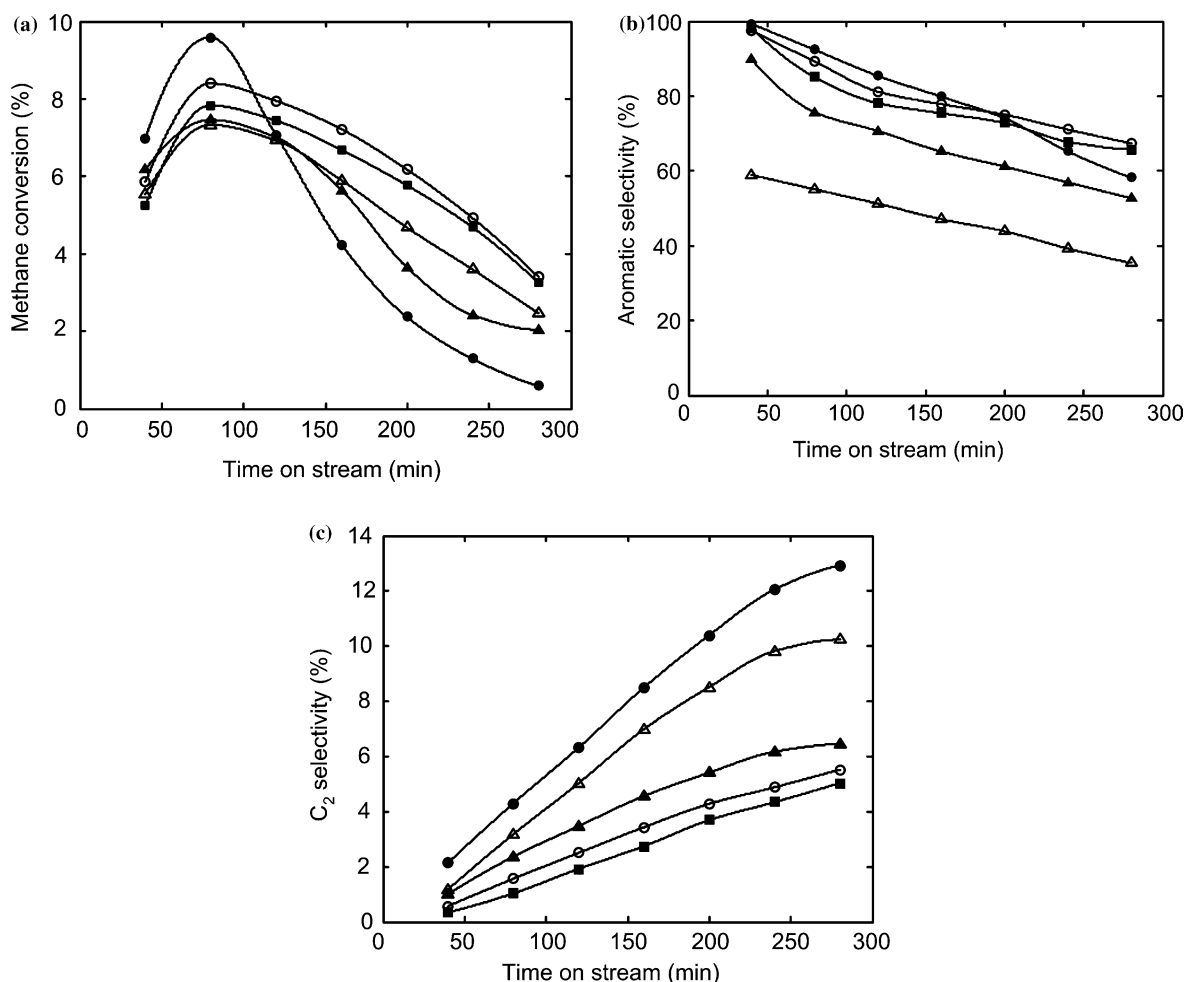 (a)
10
8
6
4
2
0
Methane conversion (%)
0 50 100 150 200 250 300
Time on stream (min)
(b)
100
80
60
40
20
0
Aromatic selectivity (%)
0 50 100 150 200 250 300
Time on stream (min)
(c)
14
12
10
8
6
4
2
0
C₂ selectivity (%)
0 50 100 150 200 250 300
Time on stream (min)